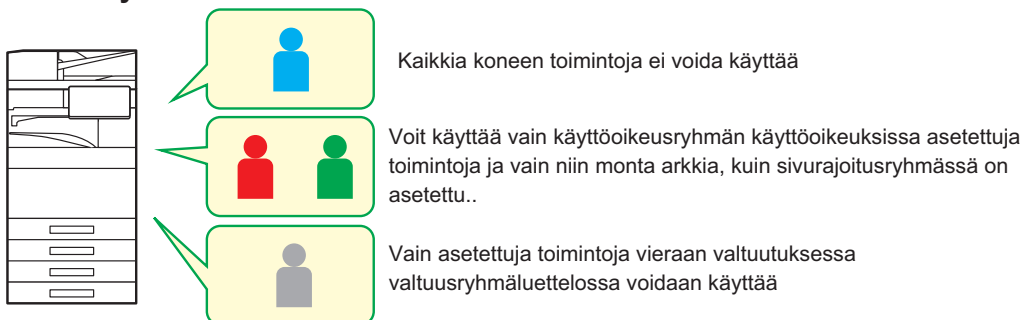 Kaikkia koneen toimintoja ei voida käyttää
Voit käyttää vain käyttöoikeusryhmän käyttöoikeuksissa asetettuja
toimintoja ja vain niin monta arkkia, kuin sivurajoitusryhmässä on
asetettu..
Vain asetettuja toimintoja vieraan valtuutuksessa
valtuusryhmäluettelossa voidaan käyttää